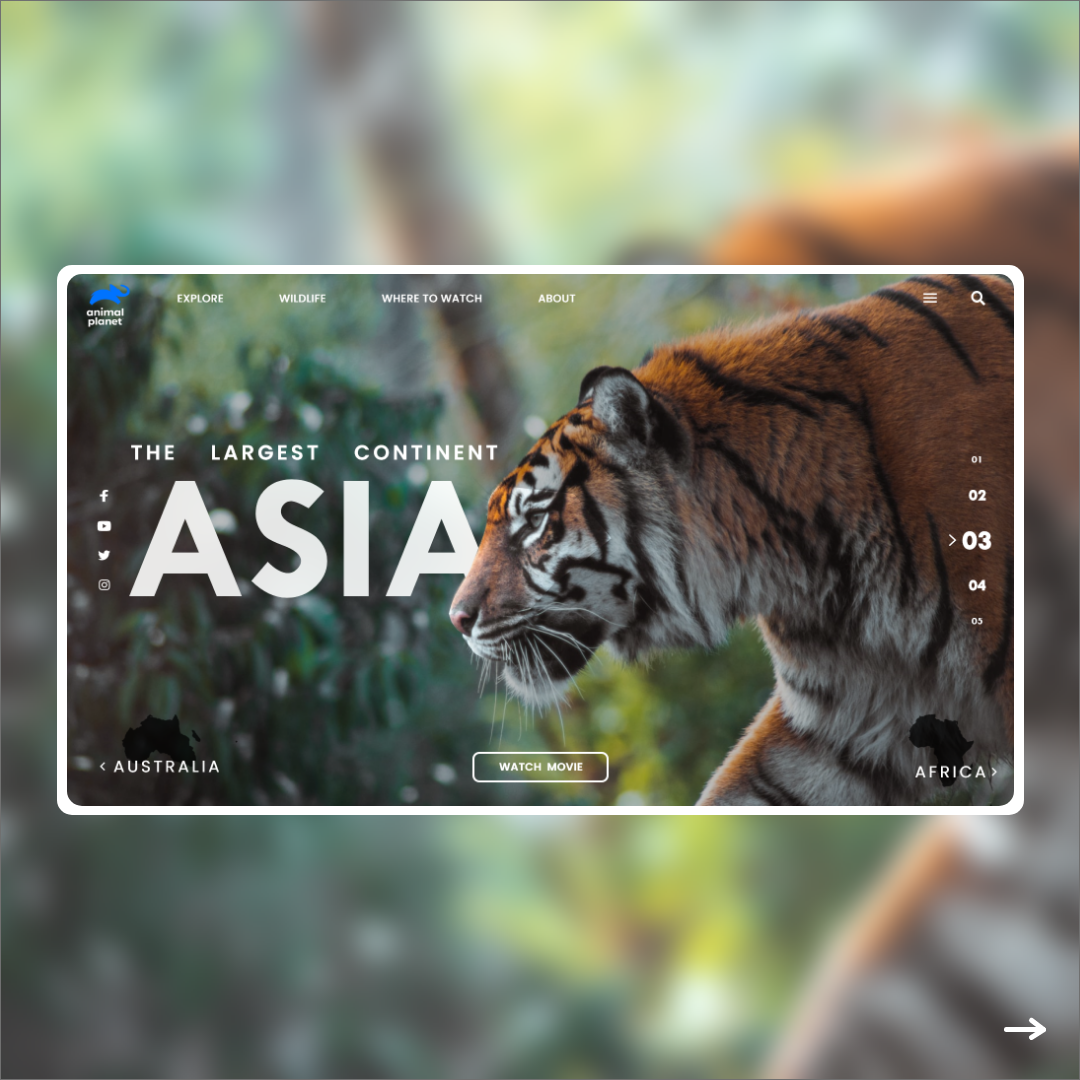 animal
planet
EXPLORE
WILDLIFE
WHERE TO WATCH
ABOUT
THE LARGEST CONTINENT
ASIA
01
02
03
04
05
< AUSTRALIA
WATCH MOVIE
AFRICA >